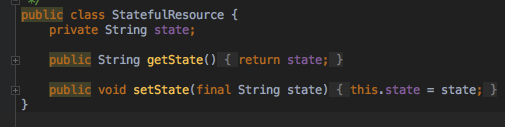 */
public class StatefulResource {
private String state;
public String getState() { return state; }
public void setState(final String state) { this.state = state; }
}